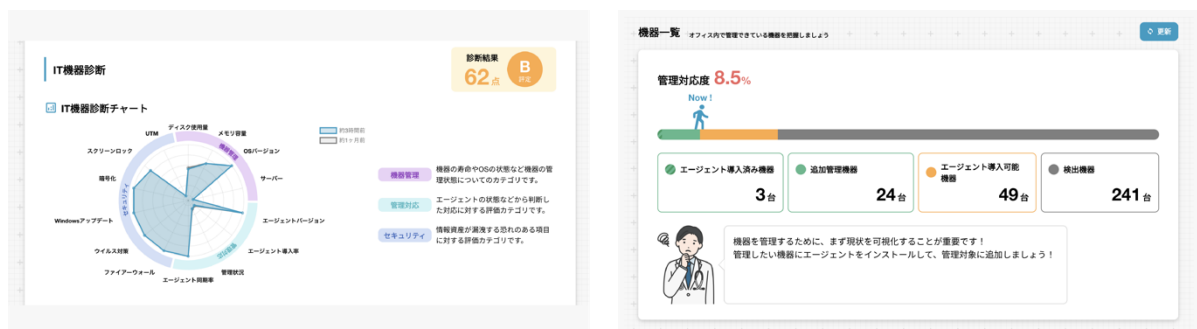 IT機器診断
診断結果
62点
B
判定
IT機器診断チャート
ディスク使用量
メモリ容量
OSバージョン
サーバー
エージェントバージョン
エージェント導入率
管理状況
エージェント同期率
ファイアーウォール
ウイルス対策
Windowsアップデート
暗号化
スクリーンロック
UTM
機器管理
管理対応
セキュリティ
約3時間前
約1ヶ月前
機器管理
機器の寿命やOSの状態など機器の管
理状態についてのカテゴリです。
管理対応
エージェントの状態などから判断し
た対応に対する評価カテゴリです。
セキュリティ
情報資産が漏洩する恐れのある項目
に対する評価カテゴリです。
機器一覧 オフィス内で管理できている機器を把握しましょう
更新
管理対応度 8.5%
Now !
エージェント導入済み機器
3台
追加管理機器
24台
エージェント導入可能
機器
49台
検出機器
241台
機器を管理するために、まず現状を可視化することが重要です！
管理したい機器にエージェントをインストールして、管理対象に追加しましょう！